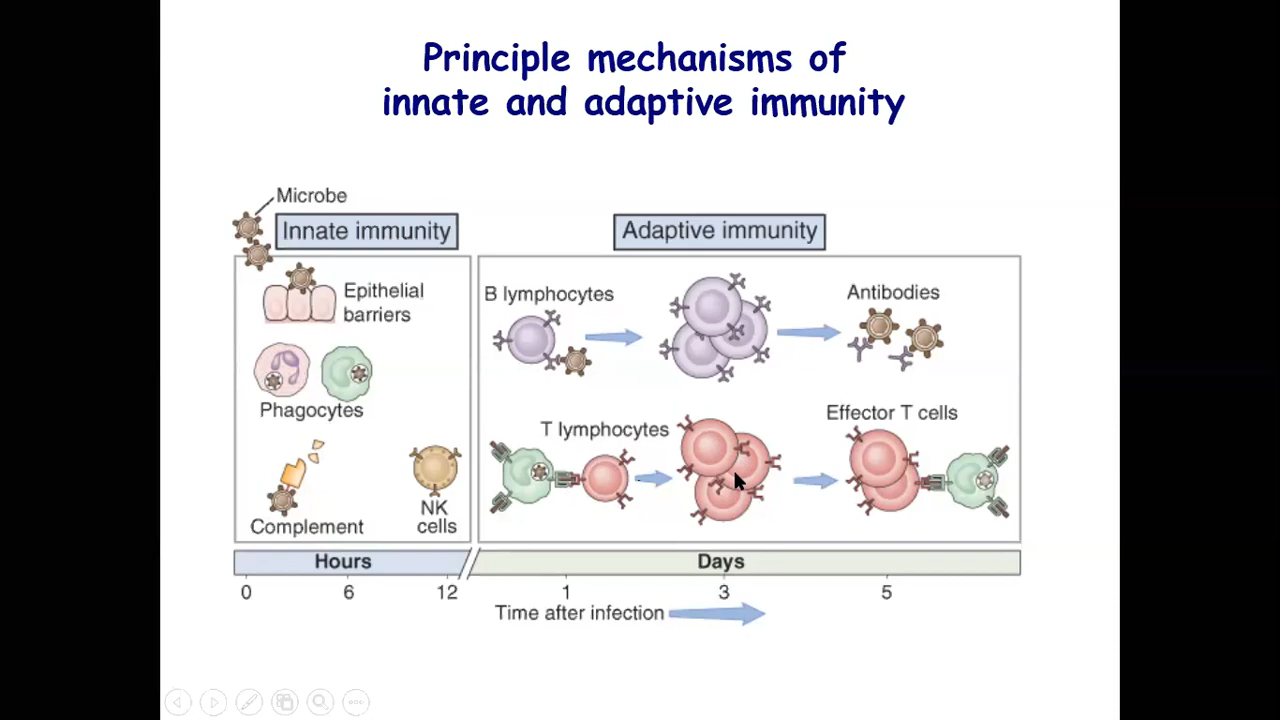 Principle mechanisms of
innate and adaptive immunity
Microbe
Innate immunity
Adaptive immunity
Epithelial
barriers
Phagocytes
Complement
NK
cells
B lymphocytes
Antibodies
T lymphocytes
Effector T cells
Hours
Days
0
6
12
1
3
5
Time after infection